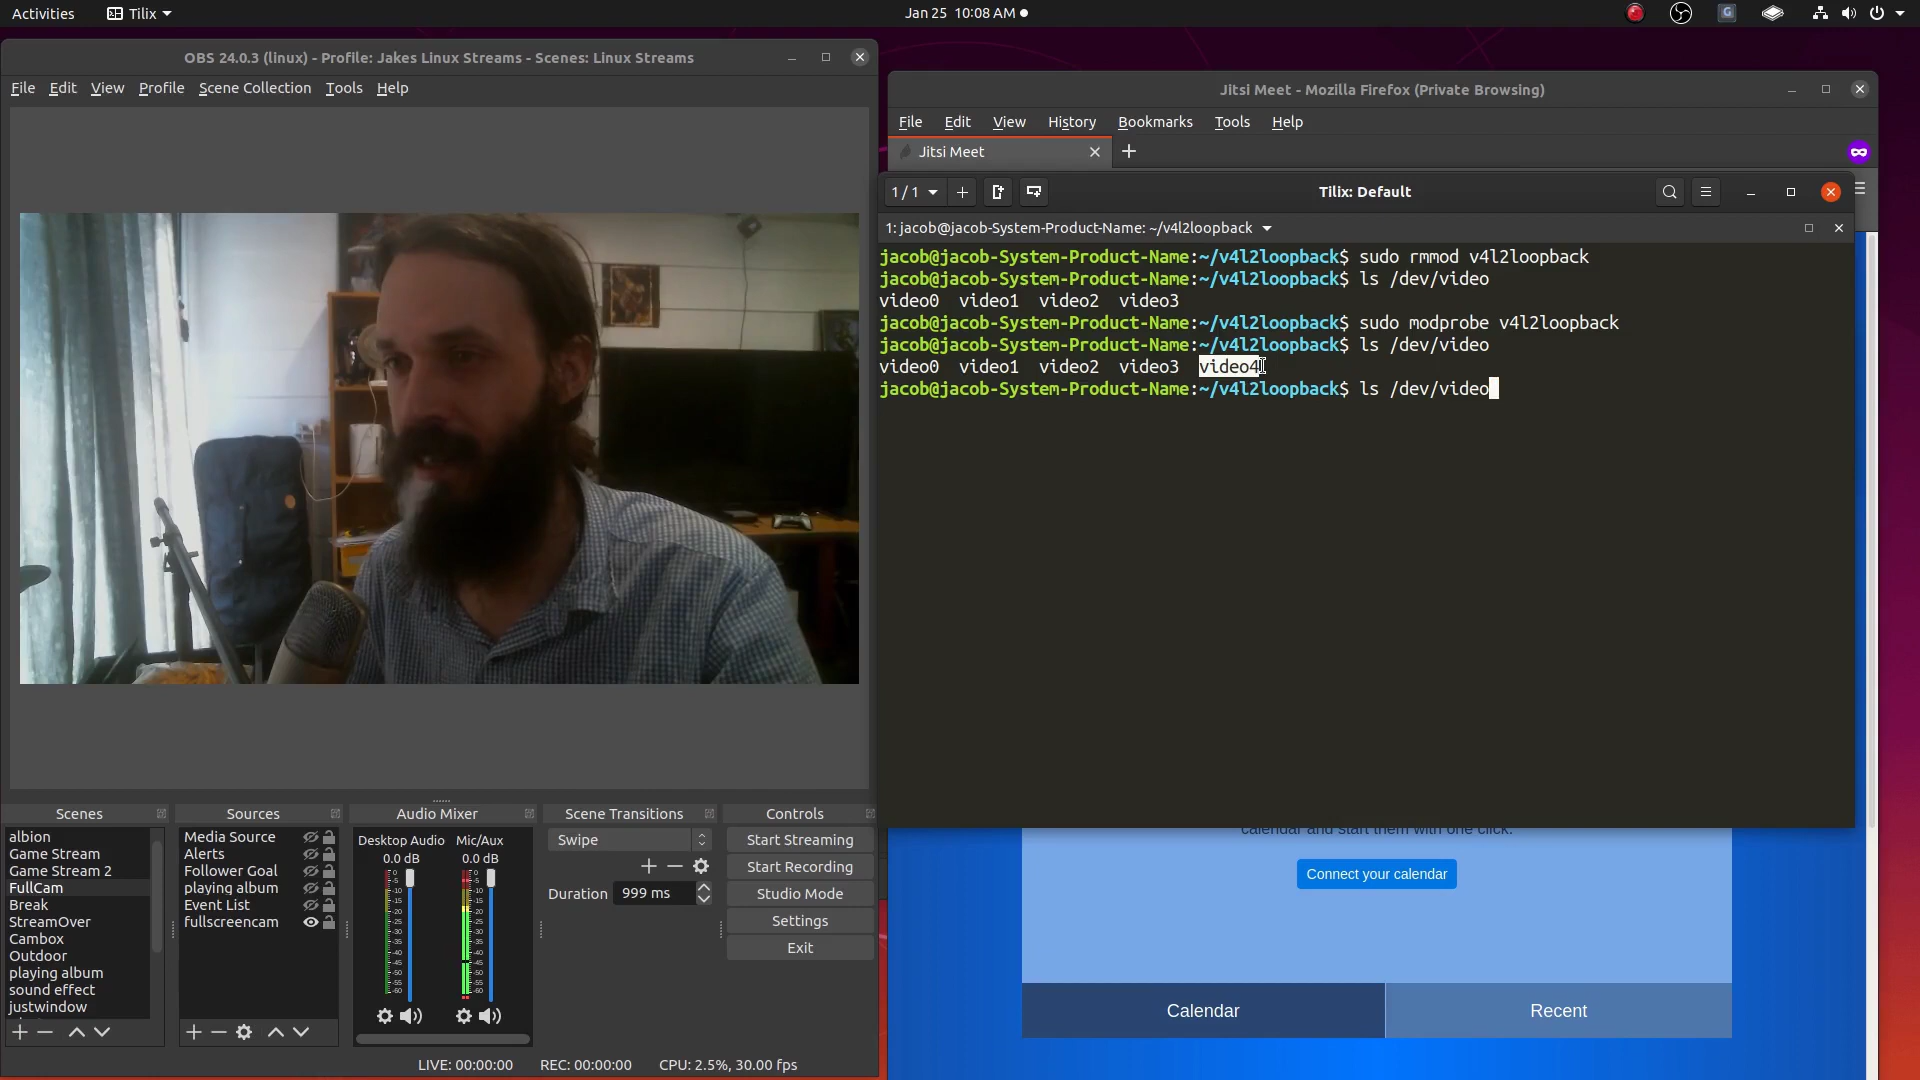 Activities
Tilix
Jan 25 10:08 AM
OBS 24.0.3 (linux) - Profile: Jakes Linux Streams - Scenes: Linux Streams
File Edit View Profile Scene Collection Tools Help
Jitsi Meet - Mozilla Firefox (Private Browsing)
File Edit View History Bookmarks Tools Help
Jitsi Meet
1 / 1
Tilix: Default
1: jacob@jacob-System-Product-Name: ~/v4l2loopback
jacob@jacob-System-Product-Name:~/v4l2loopback$ sudo rmmod v4l2loopback
jacob@jacob-System-Product-Name:~/v4l2loopback$ ls /dev/video
video0 video1 video2 video3
jacob@jacob-System-Product-Name:~/v4l2loopback$ sudo modprobe v4l2loopback
jacob@jacob-System-Product-Name:~/v4l2loopback$ ls /dev/video
video0 video1 video2 video3 video4
jacob@jacob-System-Product-Name:~/v4l2loopback$ ls /dev/video
calendar and start them with one click.
Connect your calendar
Calendar
Recent
Scenes
albion
Game Stream
Game Stream 2
FullCam
Break
StreamOver
Cambox
Outdoor
playing album
sound effect
justwindow
Sources
Media Source
Alerts
Follower Goal
playing album
Event List
fullscreencam
Audio Mixer
Desktop Audio
0.0 dB
Mic/Aux
0.0 dB
Scene Transitions
Swipe
Duration 999 ms
Controls
Start Streaming
Start Recording
Studio Mode
Settings
Exit
LIVE: 00:00:00 REC: 00:00:00 CPU: 2.5%, 30.00 fps